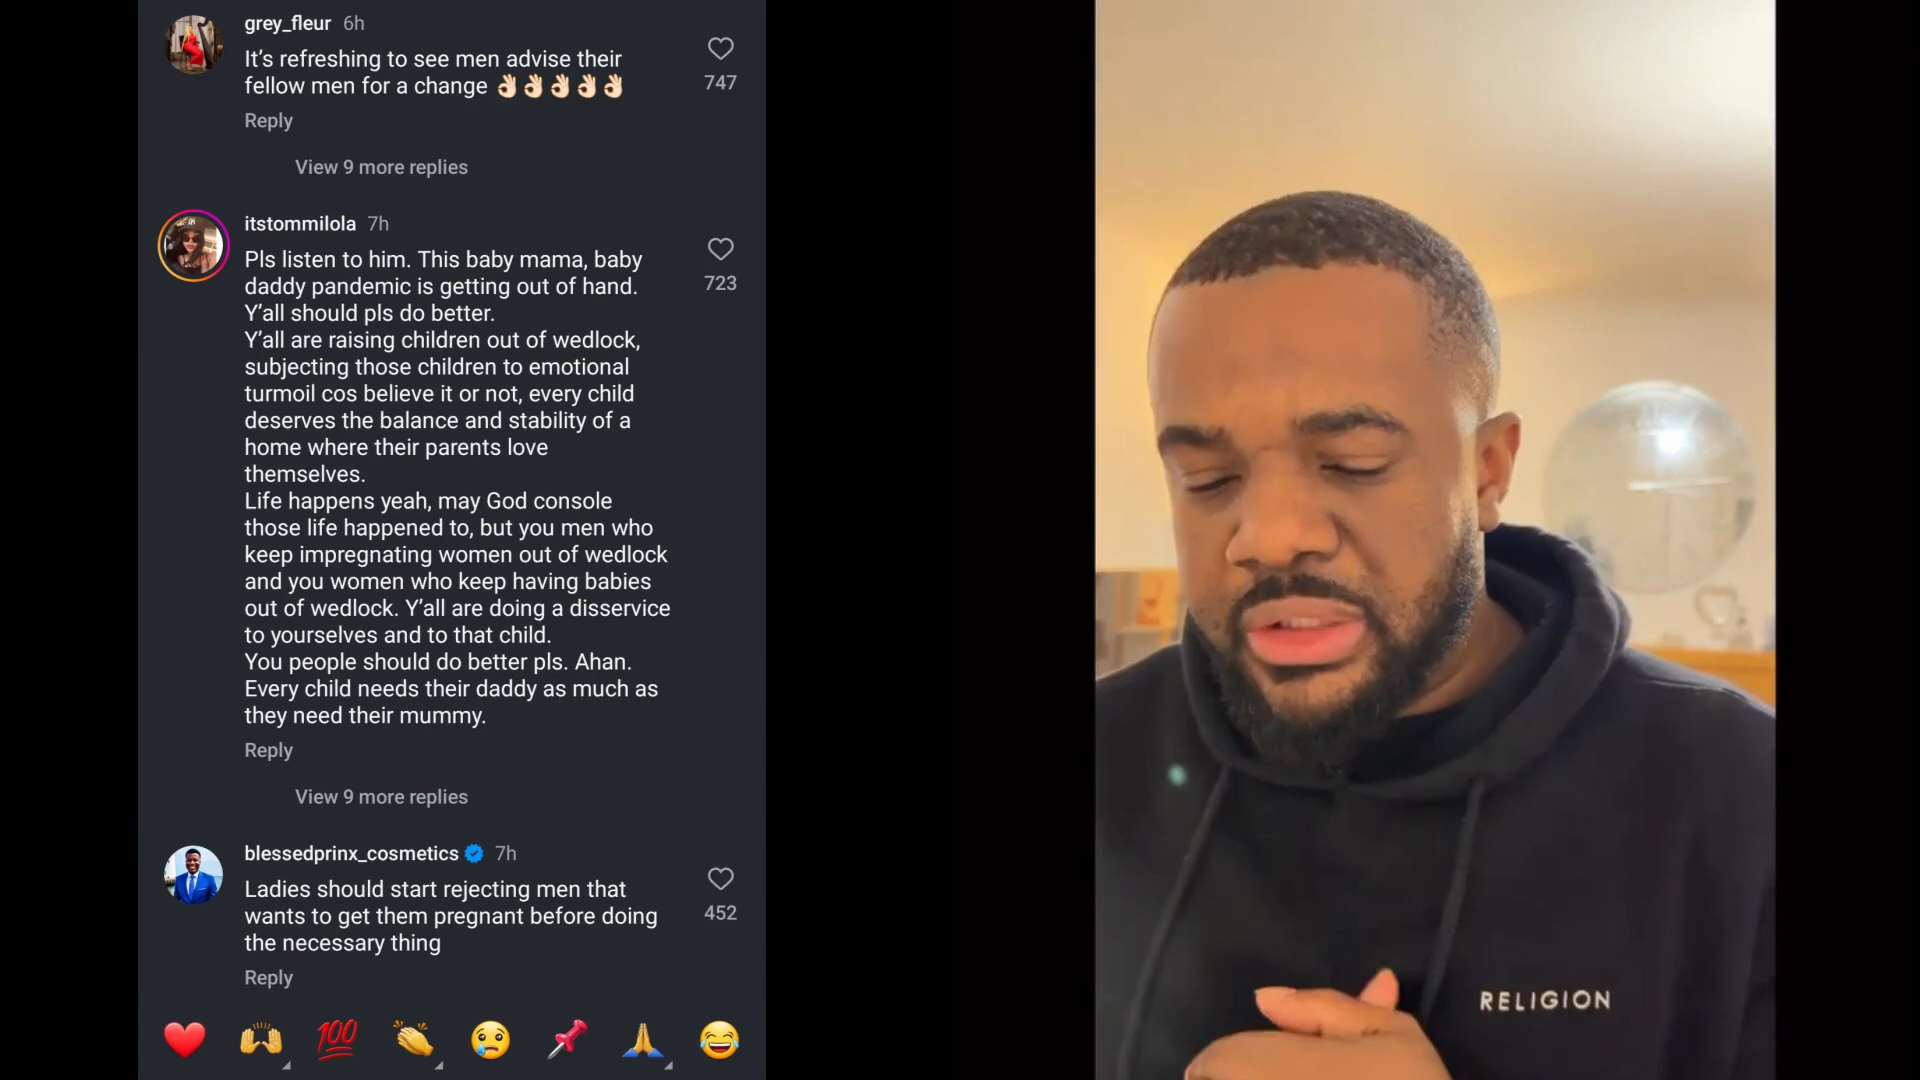 grey_fleur 6h
It's refreshing to see men advise their
fellow men for a change 👌🏻👌🏻👌🏻👌🏻👌🏻
747
Reply
View 9 more replies
itstommilola 7h
Pls listen to him. This baby mama, baby
daddy pandemic is getting out of hand.
Y'all should pls do better.
Y'all are raising children out of wedlock,
subjecting those children to emotional
turmoil cos believe it or not, every child
deserves the balance and stability of a
home where their parents love
themselves.
Life happens yeah, may God console
those life happened to, but you men who
keep impregnating women out of wedlock
and you women who keep having babies
out of wedlock. Y'all are doing a disservice
to yourselves and to that child.
You people should do better pls. Ahan.
Every child needs their daddy as much as
they need their mummy.
723
Reply
View 9 more replies
blessedprinx_cosmetics 7h
Ladies should start rejecting men that
wants to get them pregnant before doing
the necessary thing
452
Reply
❤️ 🙌 💯 👏 😢 📌 🙏 😂
RELIGION